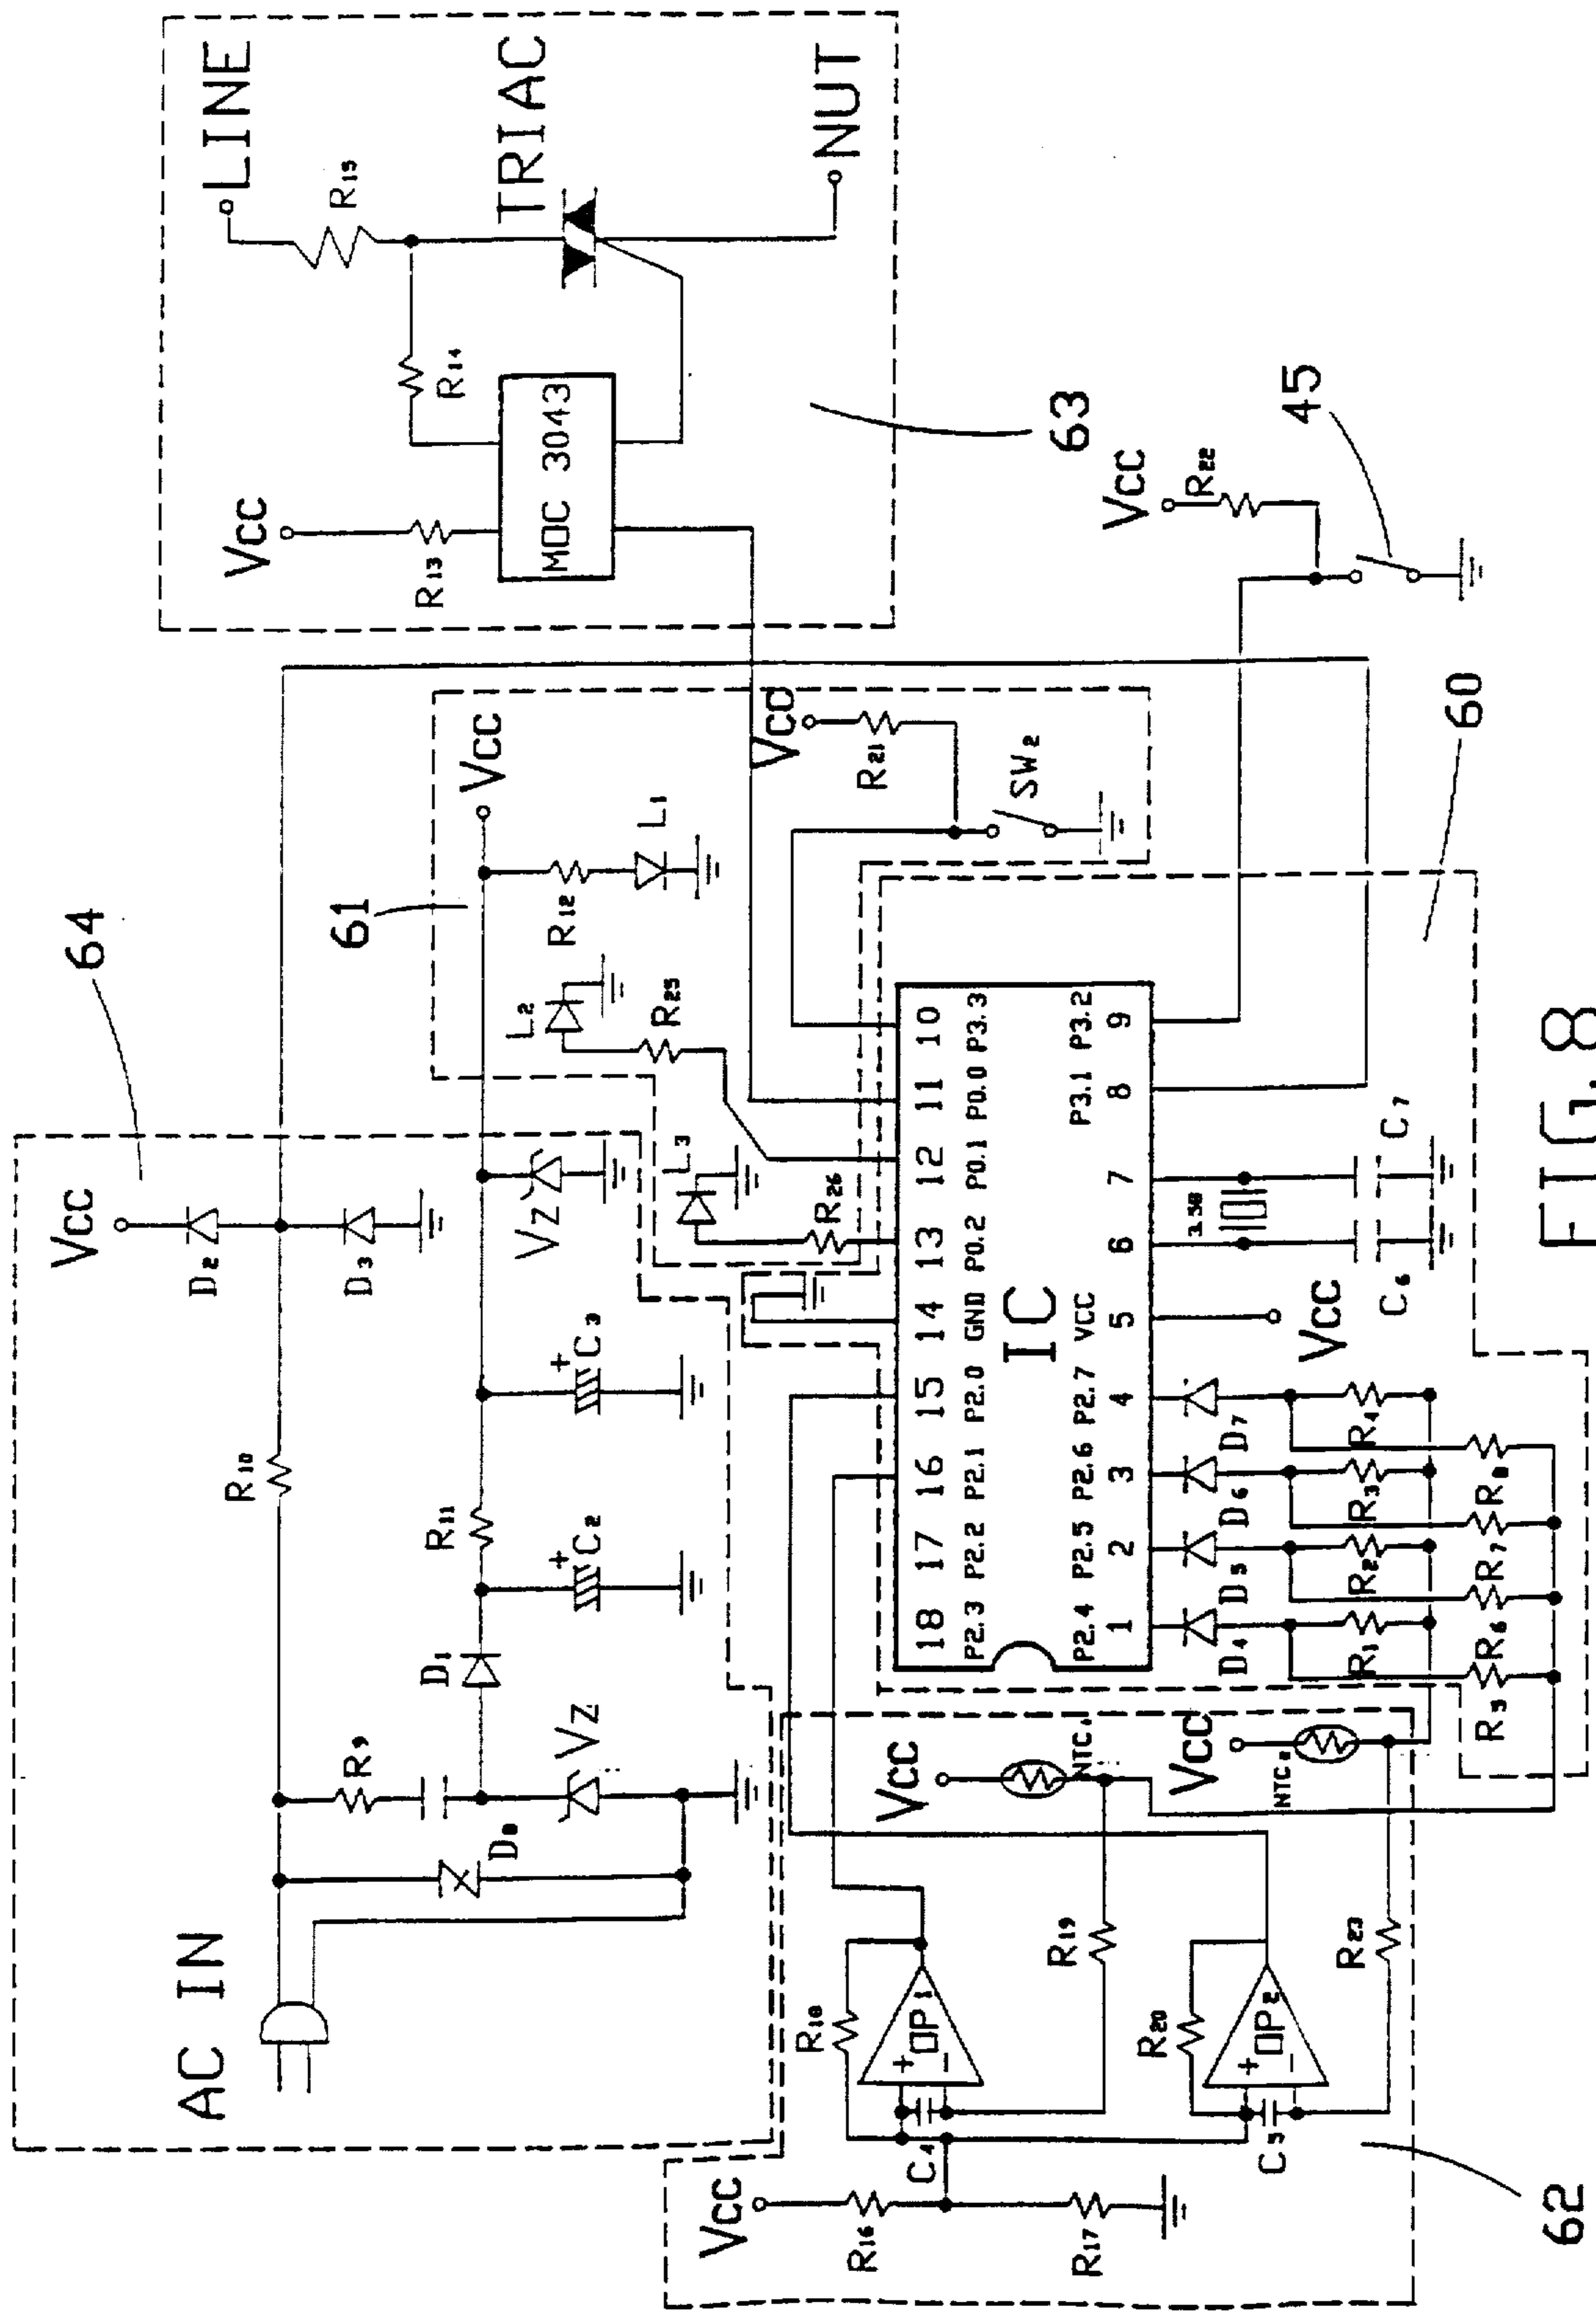 AC IN
64
VCC
D2
D3
R10
R9
D8
VZ
D1
C2
R11
C3
VZ
61
VCC
R12
L1
L2
R25
L3
R26
VCC
R21
SW2
LINE
R15
TRIAC
NUT
R14
MOC 3043
VCC
R13
63
VCC
R22
45
60
18 17 16 15 14 13 12 11 10
P2.3 P2.2 P2.1 P2.0 GND P0.2 P0.1 P0.0 P3.3
IC
P2.4 P2.5 P2.6 P2.7 VCC P3.1 P3.2
1 2 3 4 5 6 7 8 9
D4 D5 D6 D7
R1 R2 R3 R4
R5 R6 R7 R8
VCC
3.58
C6 C7
VCC
NTC1
VCC
NTC2
R18
OP1
+
-
R19
R20
OP2
+
-
R23
C4
C5
VCC
R16
R17
62
FIG.8